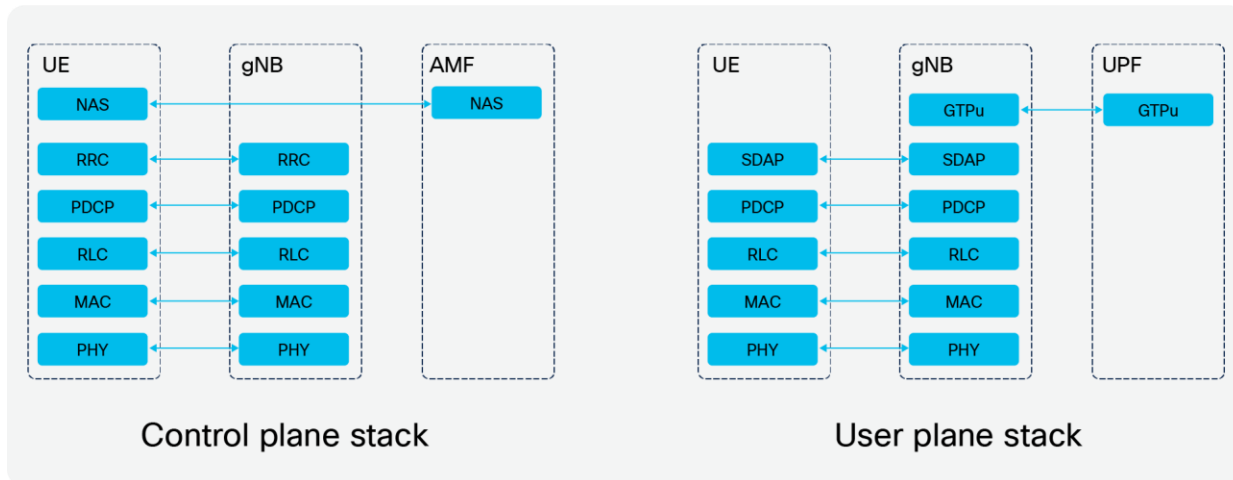 UE
gNB
AMF
NAS
NAS
RRC
RRC
PDCP
PDCP
RLC
RLC
MAC
MAC
PHY
PHY
Control plane stack
UE
gNB
UPF
GTPu
GTPu
SDAP
SDAP
PDCP
PDCP
RLC
RLC
MAC
MAC
PHY
PHY
User plane stack